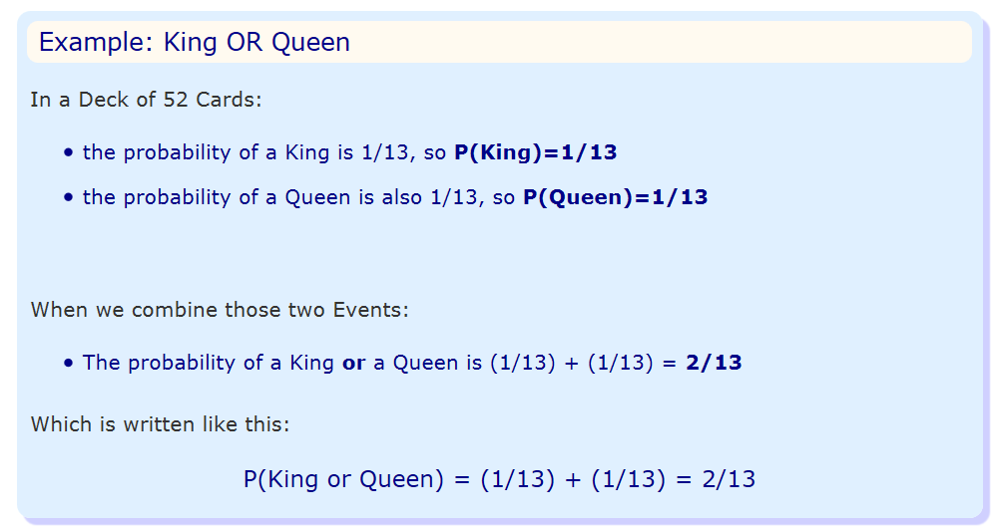 Example: King OR Queen
In a Deck of 52 Cards:
• the probability of a King is 1/13, so P(King)=1/13
• the probability of a Queen is also 1/13, so P(Queen)=1/13
When we combine those two Events:
• The probability of a King or a Queen is (1/13) + (1/13) = 2/13
Which is written like this:
P(King or Queen) = (1/13) + (1/13) = 2/13